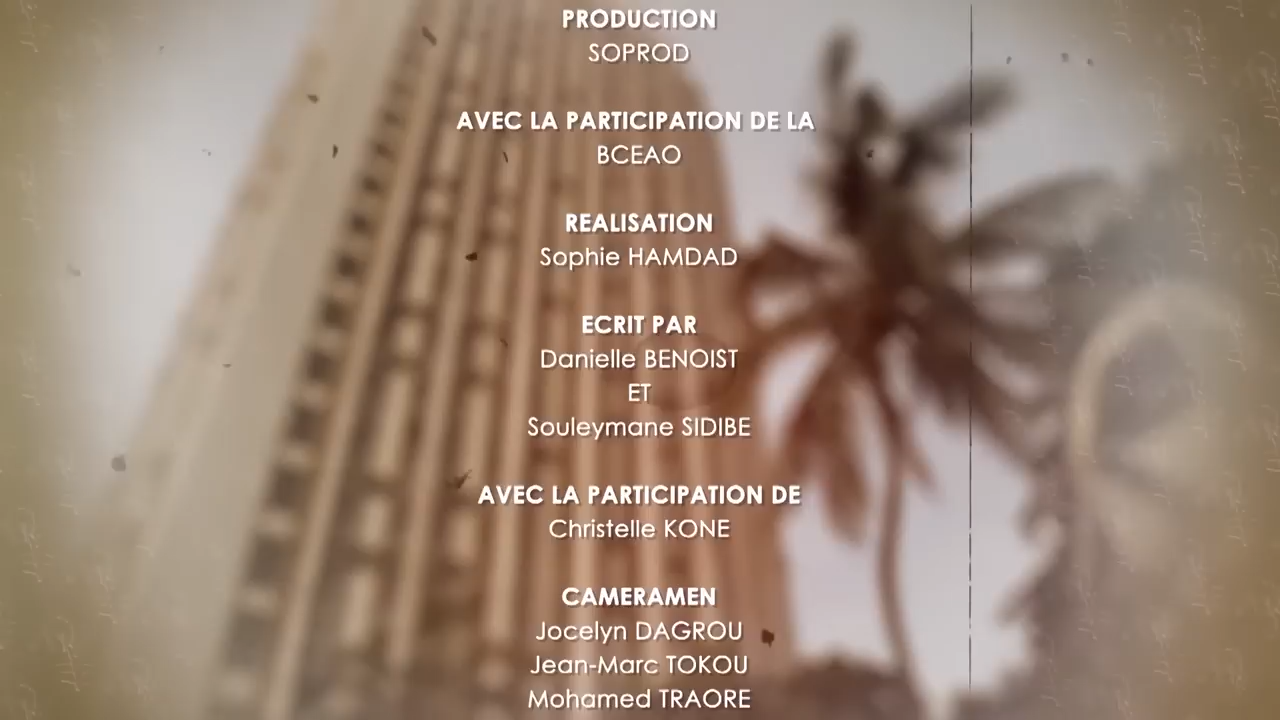 PRODUCTION
SOPROD
AVEC LA PARTICIPATION DE LA
BCEAO
REALISATION
Sophie HAMDAD
ECRIT PAR
Danielle BENOIST
ET
Souleymane SIDIBE
AVEC LA PARTICIPATION DE
Christelle KONE
CAMERAMEN
Jocelyn DAGROU
Jean-Marc TOKOU
Mohamed TRAORE